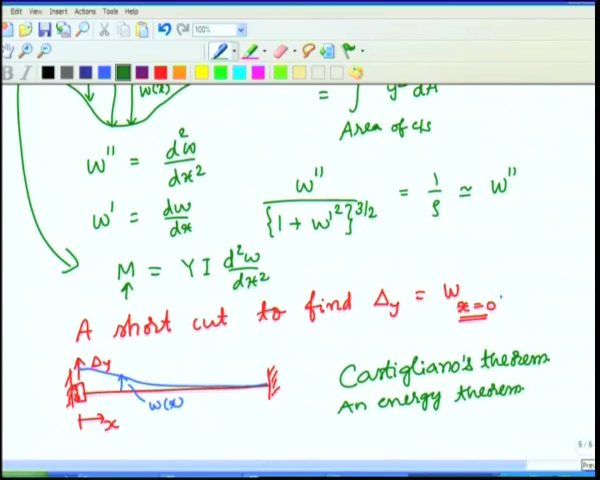 Edit View Insert Actions Tools Help
100%
B I
w(x) = ∫ y² dA
Area of c/s
w'' = d²w/dx²
w' = dw/dx
w''/{1 + w'²}^3/2 = 1/ρ ≃ w''
M = Y I d²w/dx²
A short cut to find Δy = w x=0
Δy
w(x)
x
Castigliano's theorem
An energy theorem
6/6